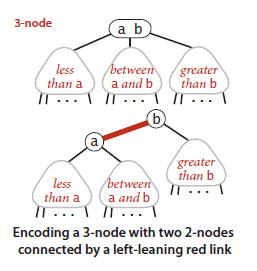 3-node
a b
less
than a
between
a and b
greater
than b
. . .
. . .
. . .
b
a
less
than a
between
a and b
greater
than b
. . .
. . .
. . .
Encoding a 3-node with two 2-nodes
connected by a left-leaning red link